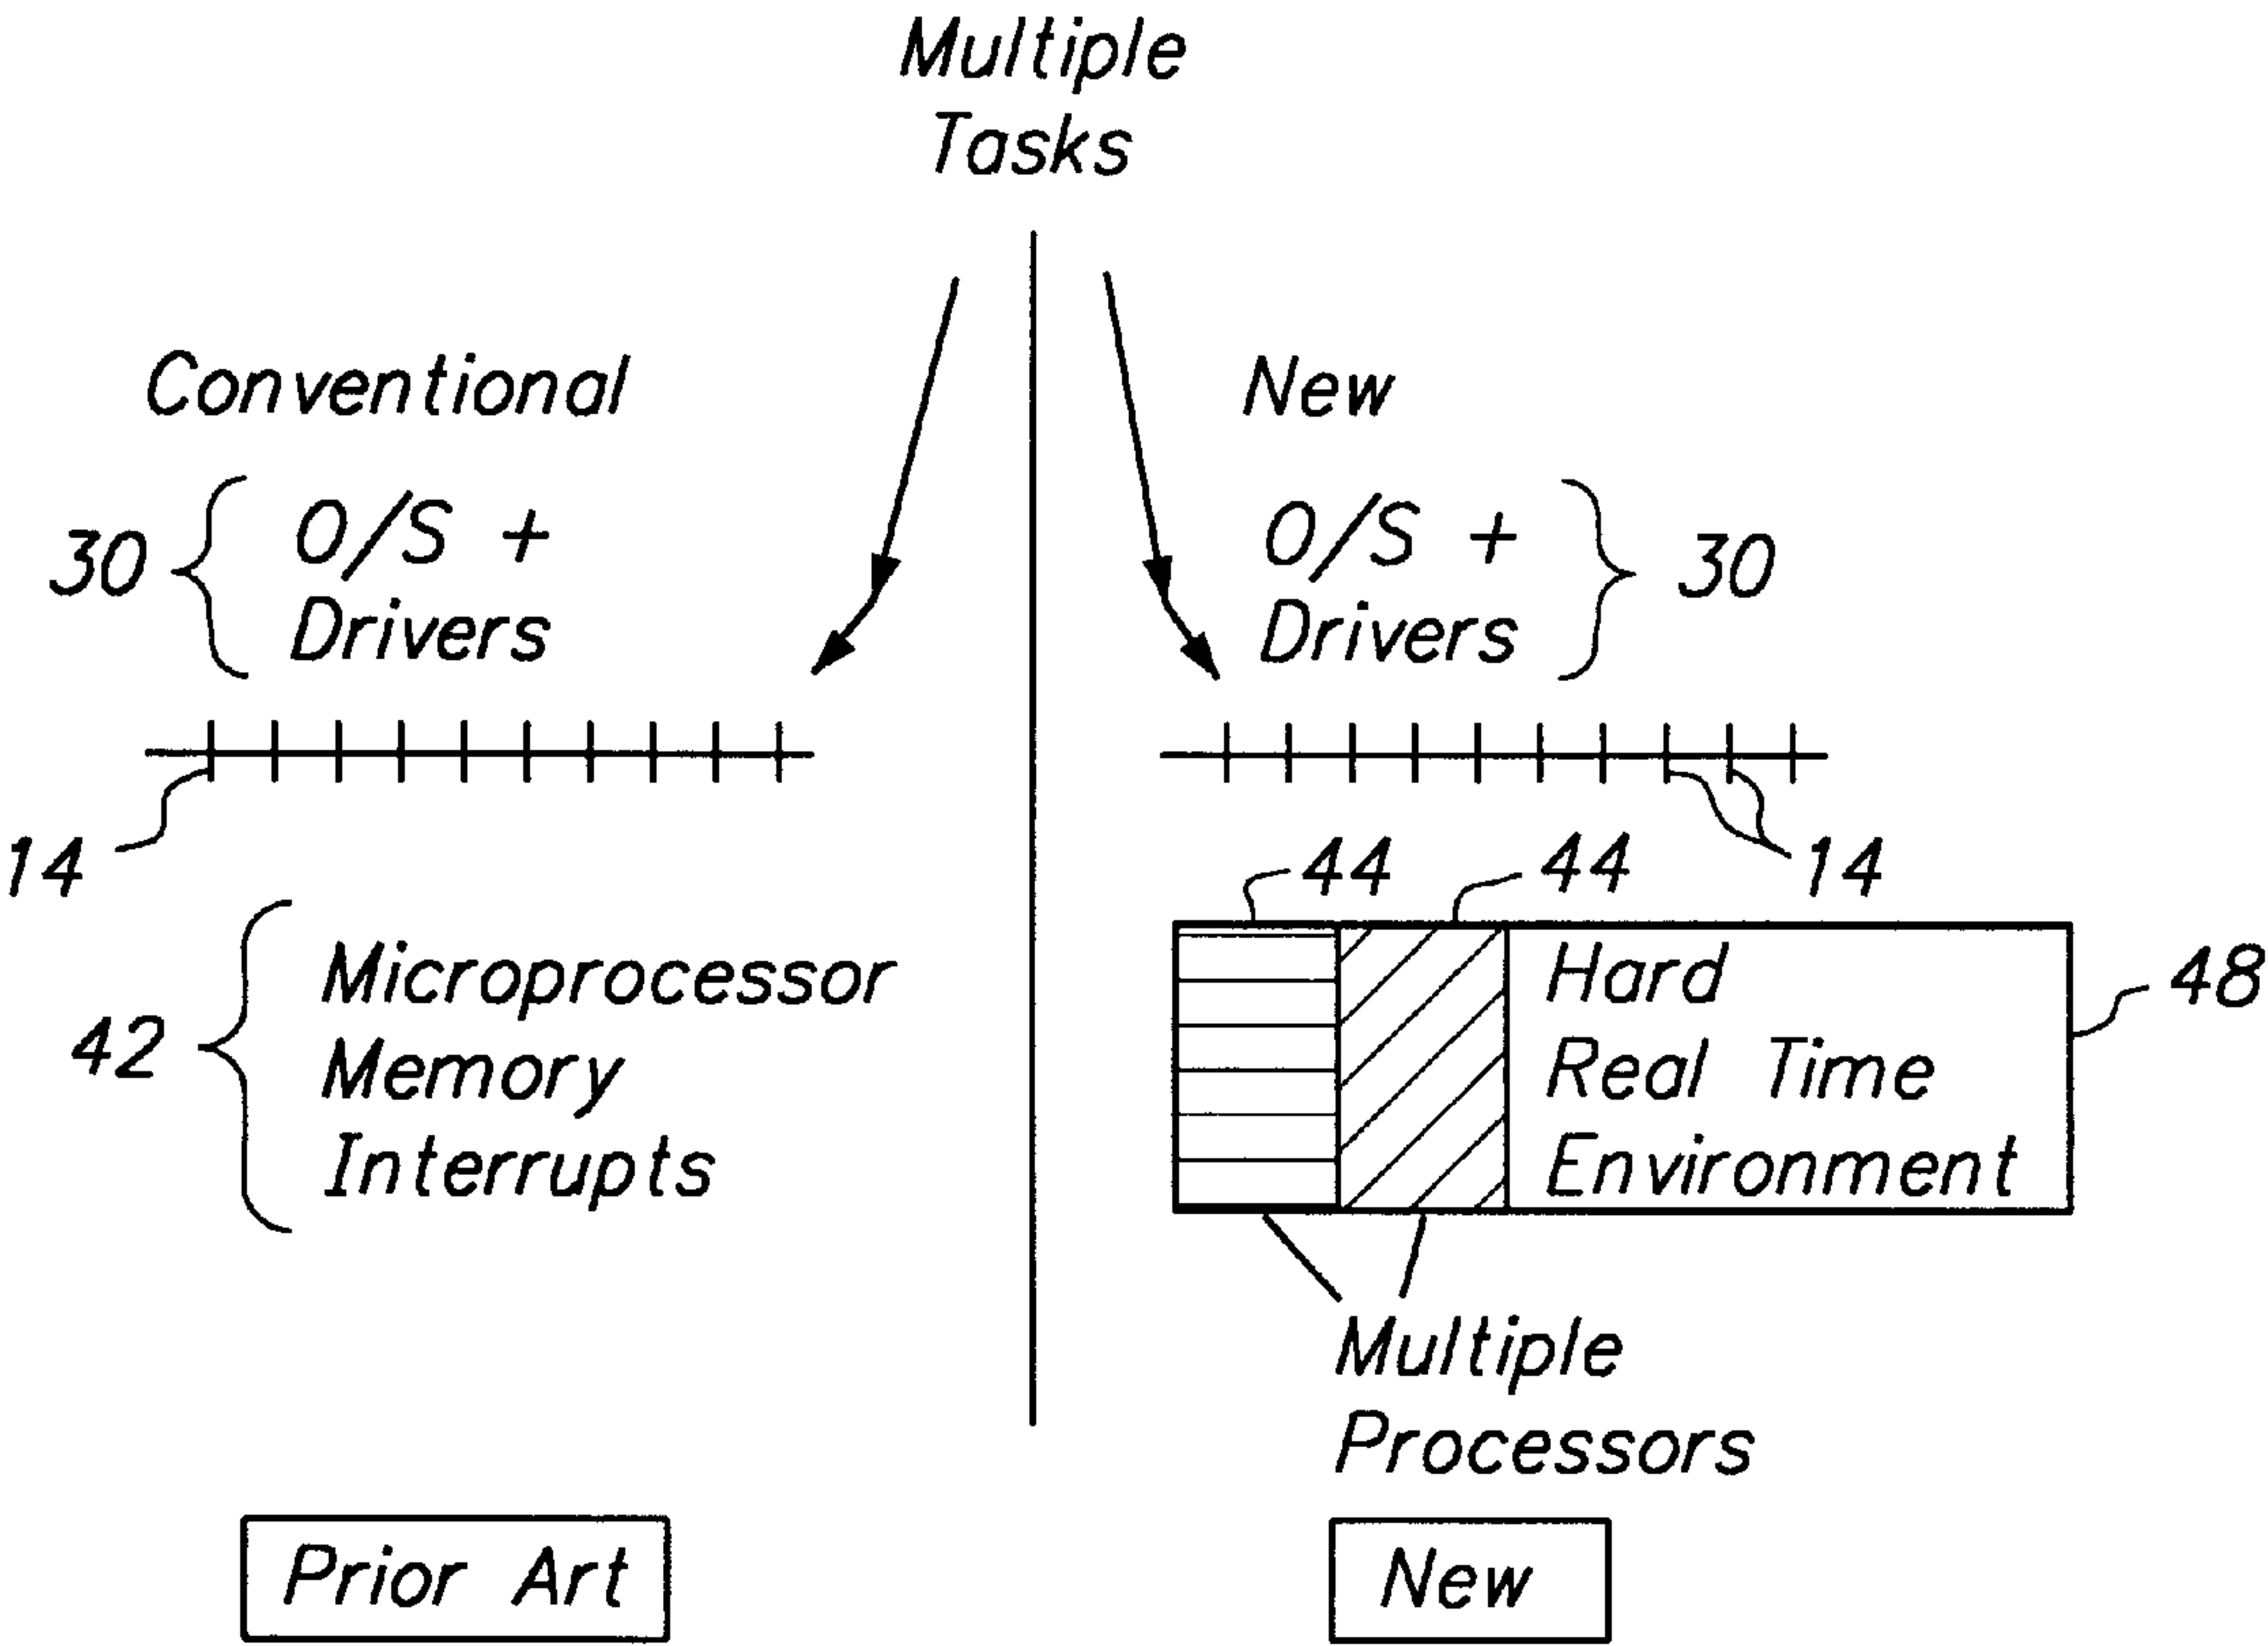 Multiple
Tasks
Conventional
30
O/S +
Drivers
14
42
Microprocessor
Memory
Interrupts
Prior Art
New
O/S +
Drivers
30
44
44
14
Hard
Real Time
Environment
48
Multiple
Processors
New